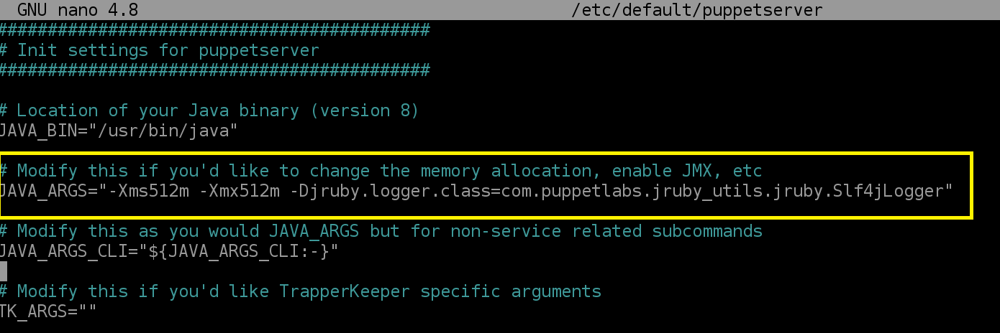 GNU nano 4.8 /etc/default/puppetserver
###########################################
# Init settings for puppetserver
###########################################
# Location of your Java binary (version 8)
JAVA_BIN="/usr/bin/java"
# Modify this if you'd like to change the memory allocation, enable JMX, etc
JAVA_ARGS="-Xms512m -Xmx512m -Djruby.logger.class=com.puppetlabs.jruby_utils.jruby.Slf4jLogger"
# Modify this as you would JAVA_ARGS but for non-service related subcommands
JAVA_ARGS_CLI="${JAVA_ARGS_CLI:-}"
# Modify this if you'd like TrapperKeeper specific arguments
TK_ARGS=""